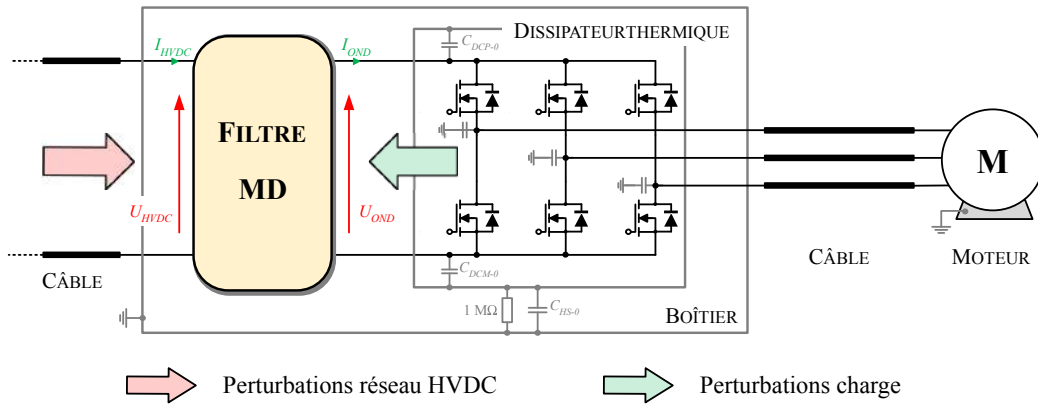 DISSIPATEURTHERMIQUE
C_DCP-0
I_HVDC
I_OND
FILTRE
MD
U_HVDC
U_OND
M
CÂBLE
C_DCM-0
1 MΩ
C_HS-0
BOÎTIER
CÂBLE
MOTEUR
Perturbations réseau HVDC
Perturbations charge